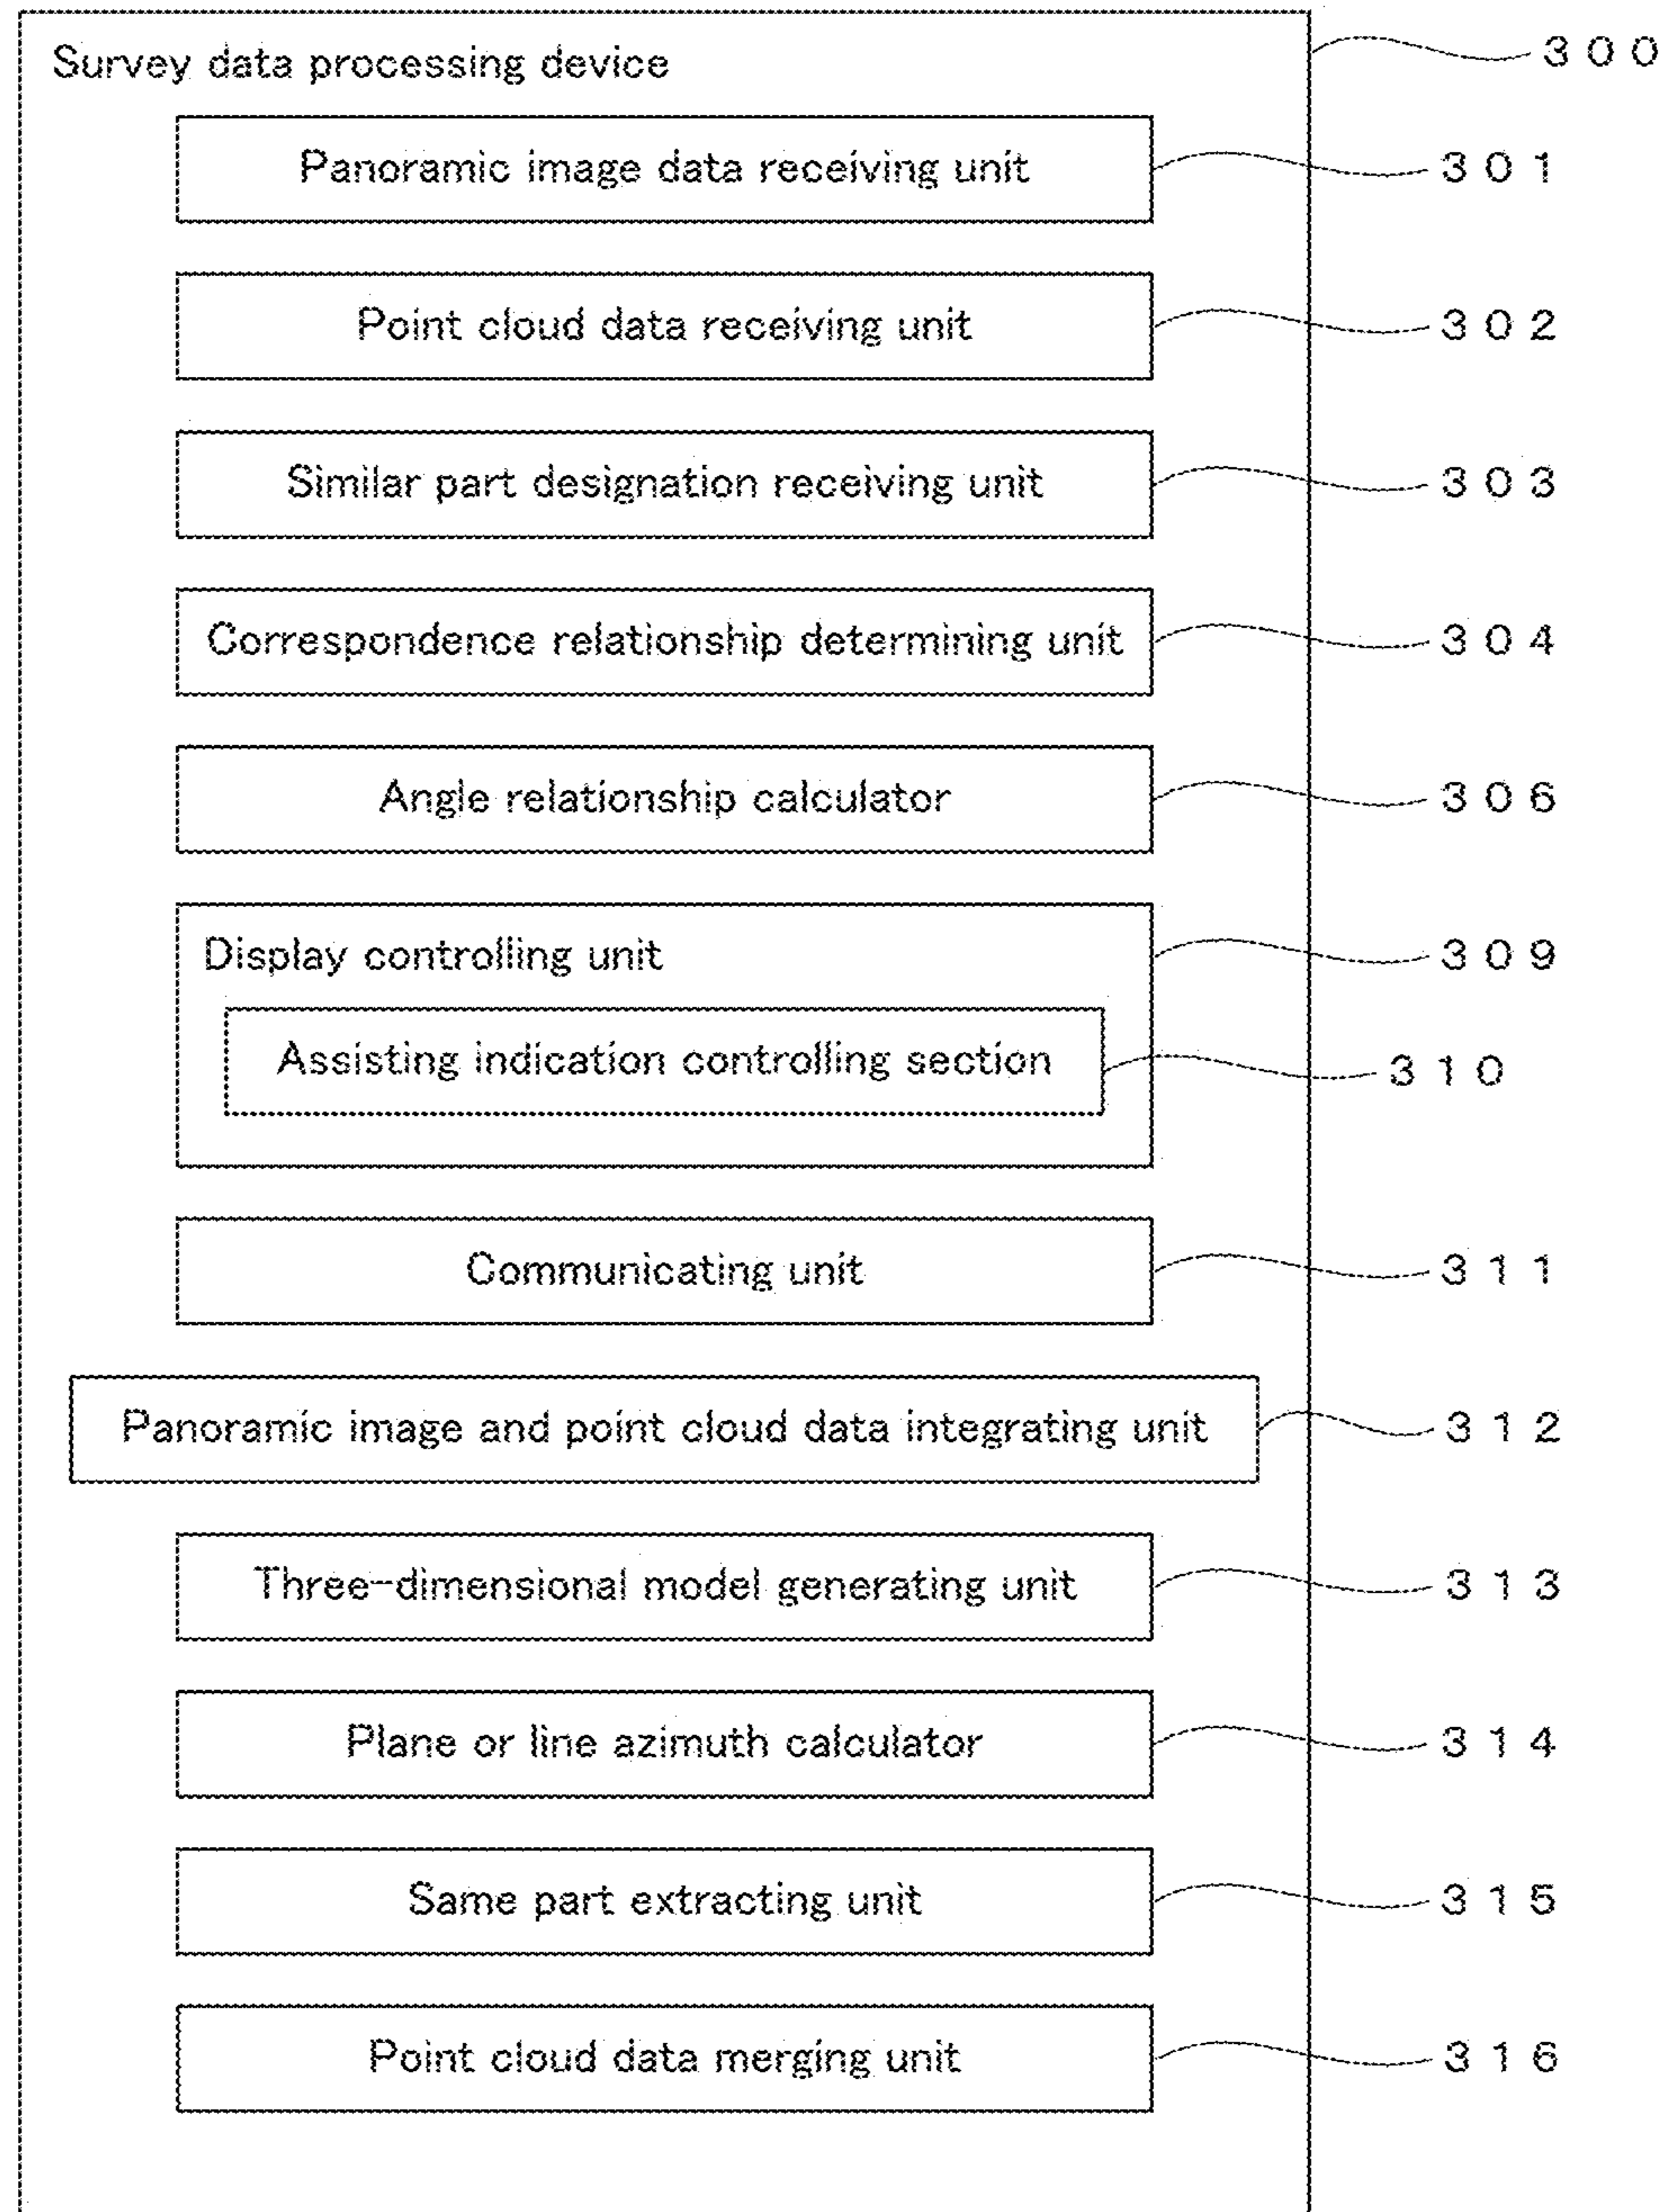 Survey data processing device 300
Panoramic image data receiving unit 301
Point cloud data receiving unit 302
Similar part designation receiving unit 303
Correspondence relationship determining unit 304
Angle relationship calculator 306
Display controlling unit 309
Assisting indication controlling section 310
Communicating unit 311
Panoramic image and point cloud data integrating unit 312
Three-dimensional model generating unit 313
Plane or line azimuth calculator 314
Same part extracting unit 315
Point cloud data merging unit 316